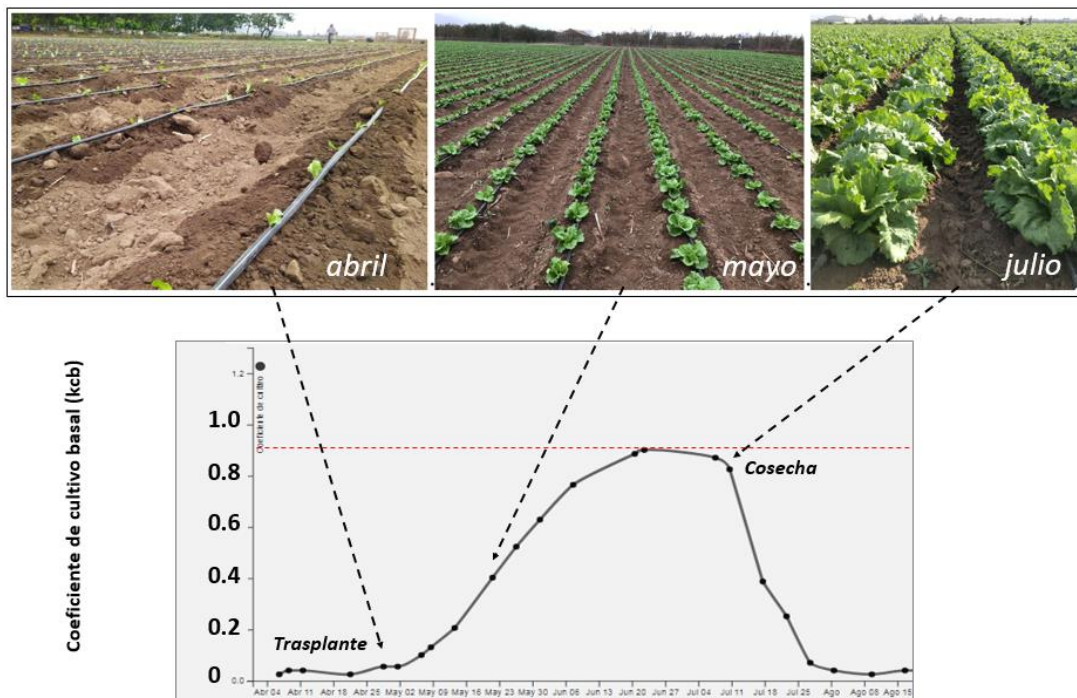 abril
mayo
julio
Coeficiente de cultivo basal (kcb)
Coeficiente de cultivo
1.2
1.0
0.8
0.6
0.4
0.2
0
0.0
Trasplante
Cosecha
Abr 04 Abr 11 Abr 18 Abr 25 May 02 May 09 May 16 May 23 May 30 Jun 06 Jun 13 Jun 20 Jun 27 Jul 04 Jul 11 Jul 18 Jul 25 Ago Ago 08 Ago 15